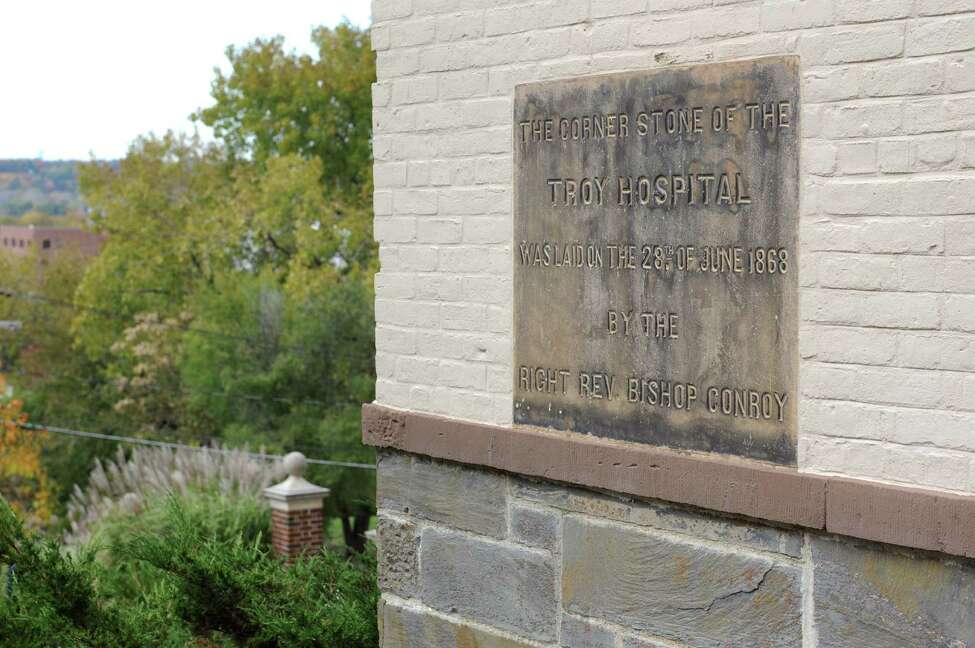 THE CORNER STONE OF THE
TROY HOSPITAL
WAS LAID ON THE 28TH OF JUNE 1868
BY THE
RIGHT REV. BISHOP CONROY